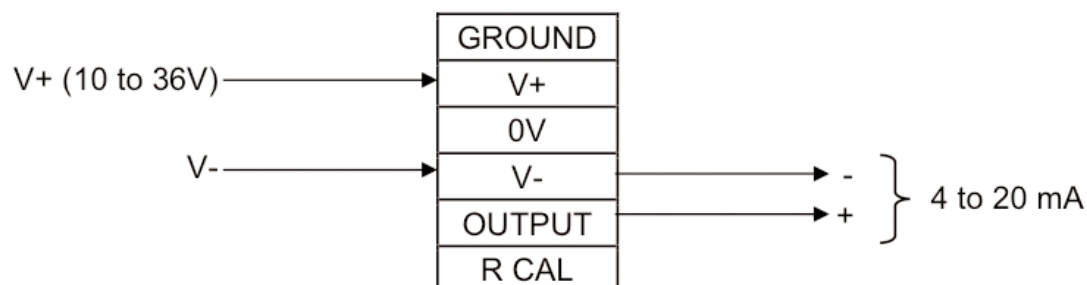 GROUND
V+ (10 to 36V)
V+
0V
V-
V-
-
OUTPUT
+
4 to 20 mA
R CAL